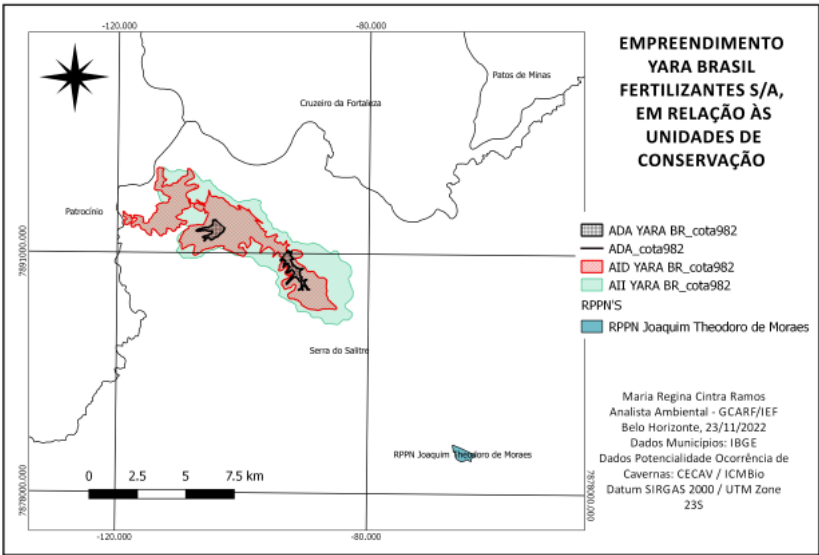 -120.000
-80.000
EMPREENDIMENTO
YARA BRASIL
FERTILIZANTES S/A,
EM RELAÇÃO ÀS
UNIDADES DE
CONSERVAÇÃO
Patos de Minas
Cruzeiro da Fortaleza
Patrocínio
7891000.000
7891000.000
ADA YARA BR_cota982
ADA_cota982
AID YARA BR_cota982
AII YARA BR_cota982
RPPN'S
RPPN Joaquim Theodoro de Moraes
Serra do Salitre
RPPN Joaquim Theodoro de Moraes
Maria Regina Cintra Ramos
Analista Ambiental - GCARF/IEF
Belo Horizonte, 23/11/2022
Dados Municípios: IBGE
Dados Potencialidade Ocorrência de
Cavernas: CECAV / ICMBio
Datum SIRGAS 2000 / UTM Zone
23S
0 2.5 5 7.5 km
7878000.000
7878000.000
-120.000
-80.000